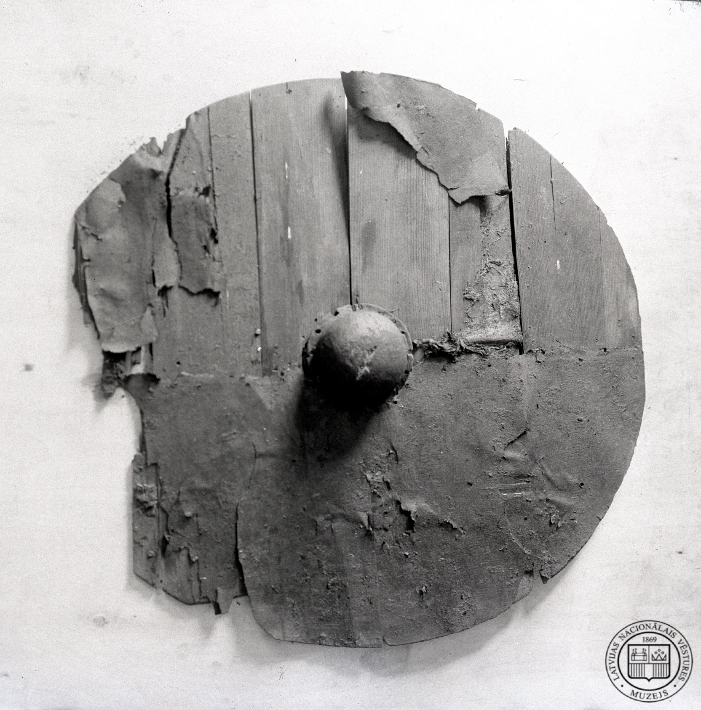 LATVIJAS NACIONĀLAIS VĒSTURES
1869
MUZEJS